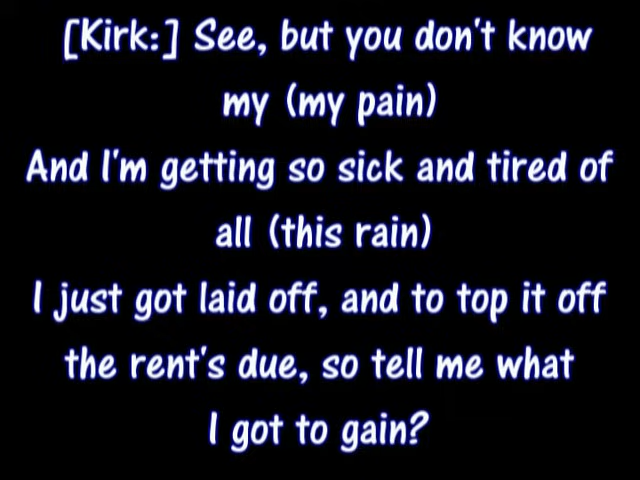 [Kirk:] See, but you don't know
my (my pain)
And I'm getting so sick and tired of
all (this rain)
I just got laid off, and to top it off
the rent's due, so tell me what
I got to gain?